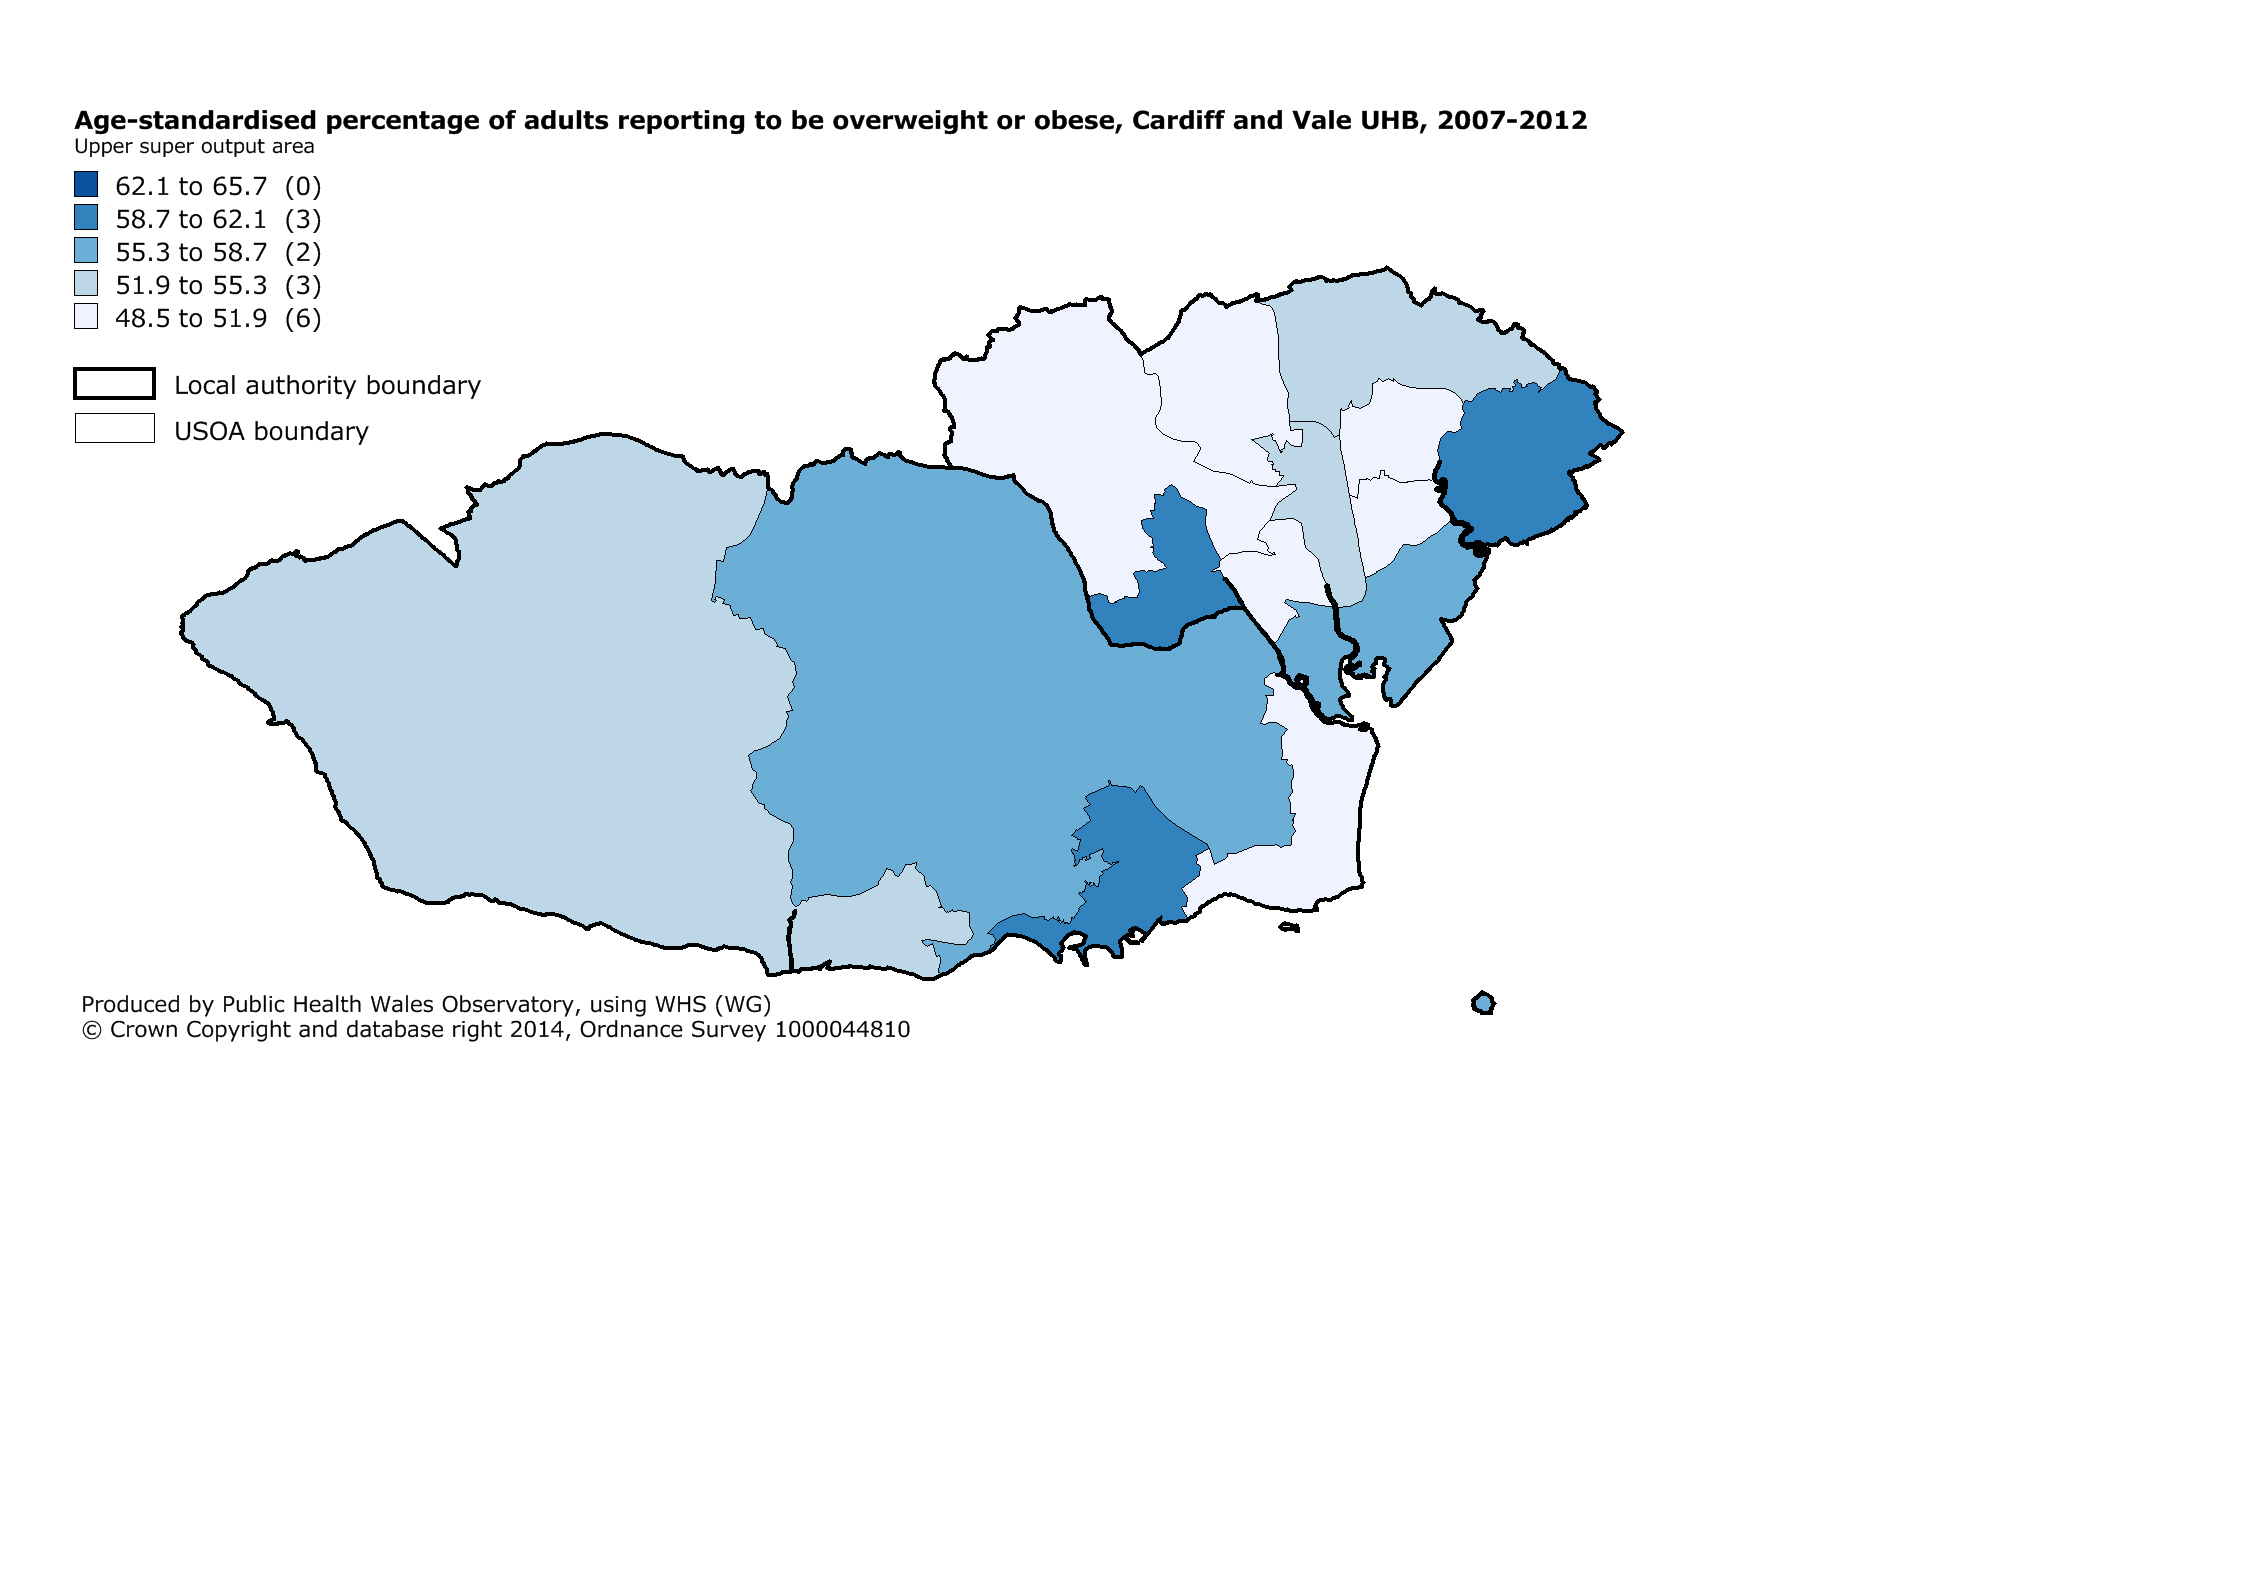 Age-standardised percentage of adults reporting to be overweight or obese, Cardiff and Vale UHB, 2007-2012
Upper super output area
62.1 to 65.7 (0)
58.7 to 62.1 (3)
55.3 to 58.7 (2)
51.9 to 55.3 (3)
48.5 to 51.9 (6)
Local authority boundary
USOA boundary
Produced by Public Health Wales Observatory, using WHS (WG)
© Crown Copyright and database right 2014, Ordnance Survey 1000044810